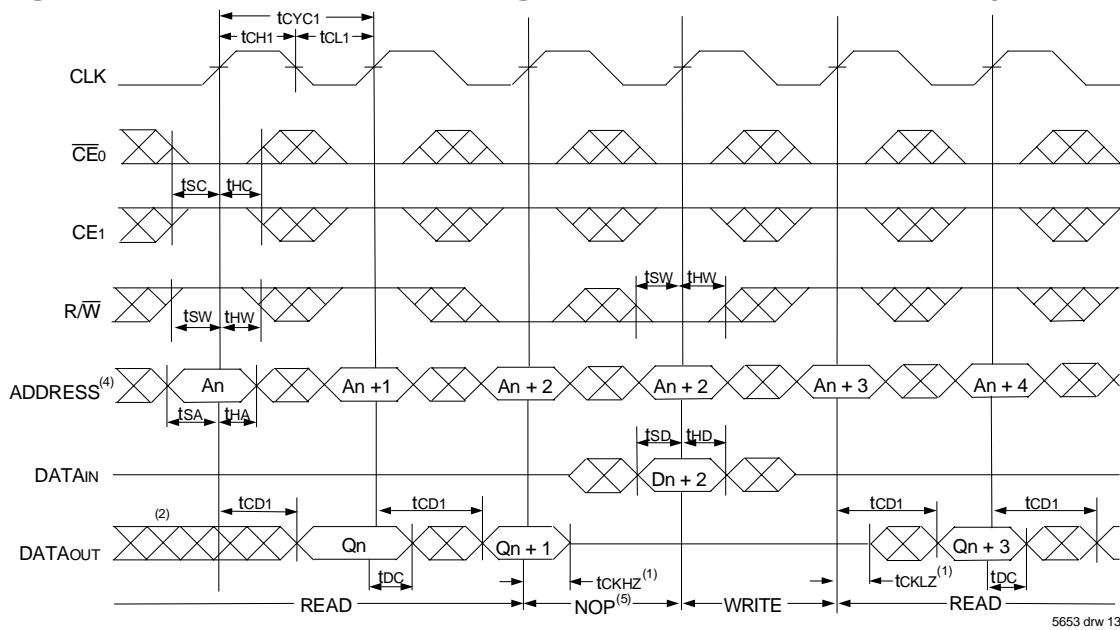 tCYC1
tCH1 tCL1
CLK
CE0
tSC tHC
CE1
tSW tHW
R/W
tSW tHW
ADDRESS(4) An An + 1 An + 2 An + 2 An + 3 An + 4
tSA tHA
tSD tHD
DATAIN Dn + 2
tCD1 tCD1 tCD1 tCD1
(2)
DATAOUT Qn Qn + 1 Qn + 3
tDC tCKHZ(1) tCKLZ(1) tDC
READ NOP(5) WRITE READ
5653 drw 13